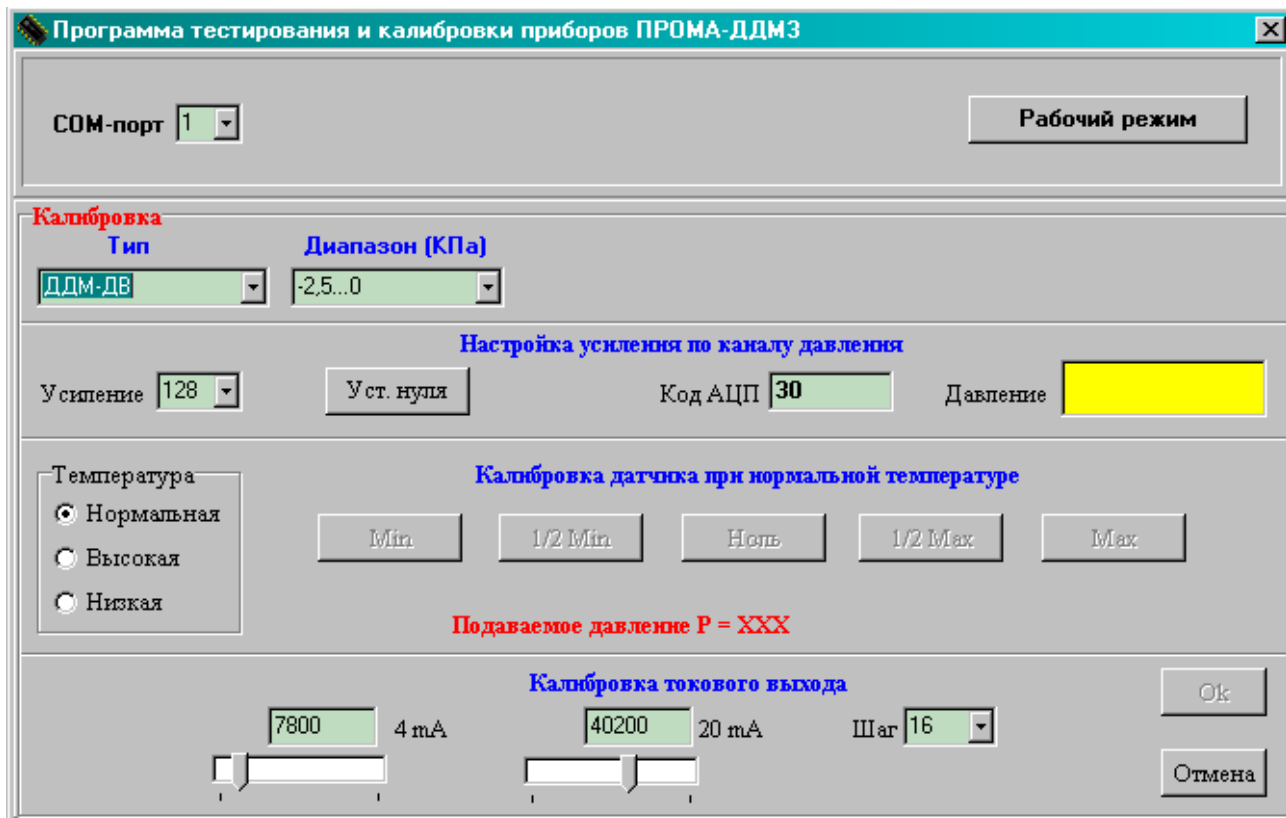 Программа тестирования и калибровки приборов ПРОМА-ДДМЗ
COM-порт 1 Рабочий режим
Калибровка
Тип Диапазон (КПа)
ДДМ-ДВ -2,5...0
Настройка усиления по каналу давления
Усиление 128 Уст. нуля Код АЦП 30 Давление
Температура Калибровка датчика при нормальной температуре
Нормальная Min 1/2 Min Ноль 1/2 Max Max
Высокая
Низкая
Подаваемое давление P = XXX
Калибровка токового выхода
7800 4 mA 40200 20 mA Шаг 16 Ok
Отмена